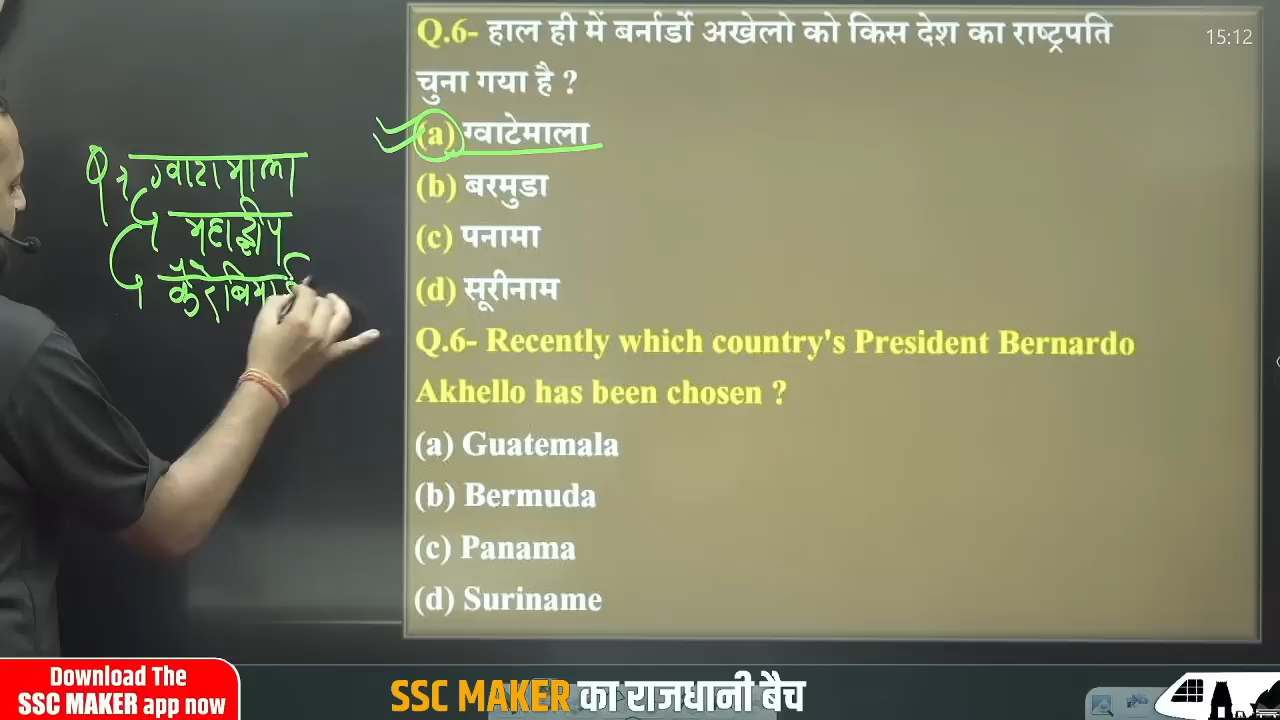 Q.6- हाल ही में बर्नार्डो अखेलो को किस देश का राष्ट्रपति
चुना गया है ?
(a) ग्वाटेमाला
(b) बरमुडा
(c) पनामा
(d) सूरीनाम
Q.6- Recently which country's President Bernardo
Akhello has been chosen ?
(a) Guatemala
(b) Bermuda
(c) Panama
(d) Suriname
15:12
ग्वाटामाला
महाद्वीप
कैरेबियाई
Download The
SSC MAKER app now
SSC MAKER का राजधानी बैच